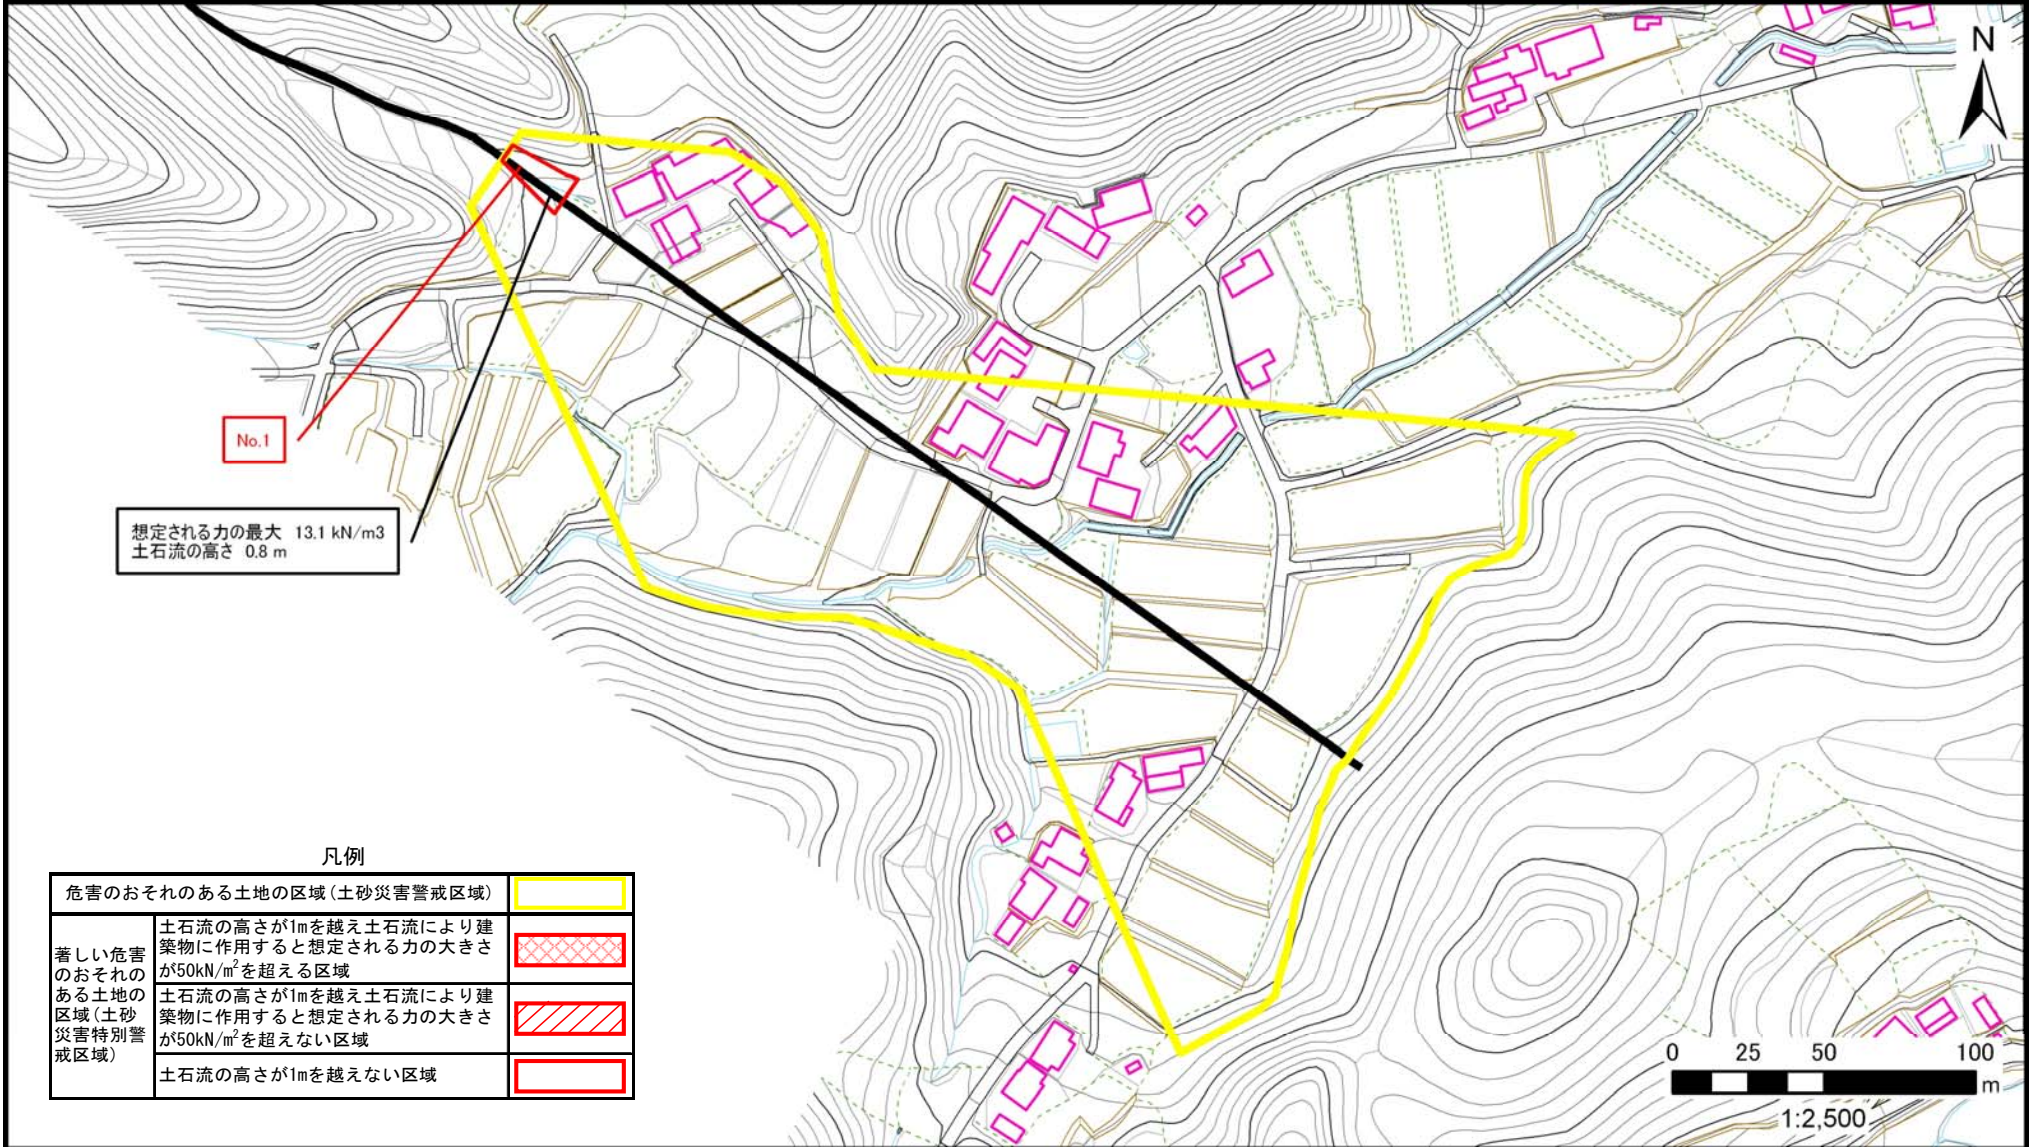 N
No.1
想定される力の最大 13.1 kN/m3
土石流の高さ 0.8 m
凡例
危害のおそれのある土地の区域(土砂災害警戒区域)
著しい危害
のおそれの
ある土地の
区域(土砂
災害特別警
戒区域)
土石流の高さが1mを越え土石流により建
築物に作用すると想定される力の大きさ
が50kN/m²を超える区域
土石流の高さが1mを越え土石流により建
築物に作用すると想定される力の大きさ
が50kN/m²を超えない区域
土石流の高さが1mを越えない区域
0 25 50 100
m
1:2,500